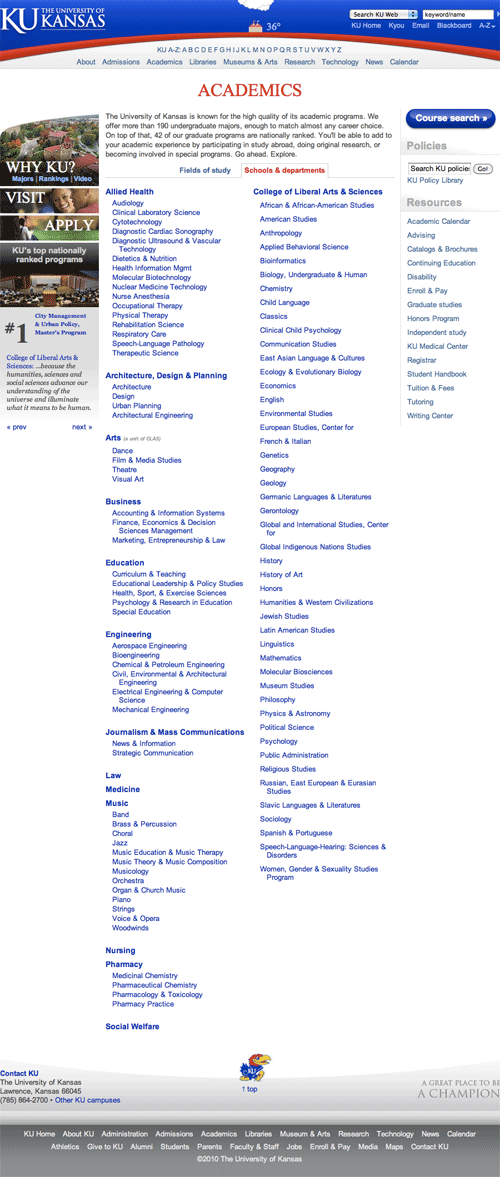 KU THE UNIVERSITY OF
KANSAS
36°
Search KU Web
keyword/name
KU Home Kyou Email Blackboard A-Z
KU A-Z: A B C D E F G H I J K L M N O P Q R S T U V W X Y Z
About Admissions Academics Libraries Museums & Arts Research Technology News Calendar
ACADEMICS
WHY KU?
Majors | Rankings | Video
VISIT
APPLY
KU's top nationally
ranked programs
#1
City Management
& Urban Policy,
Master's Program
College of Liberal Arts &
Sciences: ...because the
humanities, sciences and
social sciences advance our
understanding of the
universe and illuminate
what it means to be human.
« prev next »
The University of Kansas is known for the high quality of its academic programs. We
offer more than 190 undergraduate majors, enough to match almost any career choice.
On top of that, 42 of our graduate programs are nationally ranked. You'll be able to add to
your academic experience by participating in study abroad, doing original research, or
becoming involved in special programs. Go ahead. Explore.
Fields of study Schools & departments
Allied Health
Audiology
Clinical Laboratory Science
Cytotechnology
Diagnostic Cardiac Sonography
Diagnostic Ultrasound & Vascular
Technology
Dietetics & Nutrition
Health Information Mgmt
Molecular Biotechnology
Nuclear Medicine Technology
Nurse Anesthesia
Occupational Therapy
Physical Therapy
Rehabilitation Science
Respiratory Care
Speech-Language Pathology
Therapeutic Science
Architecture, Design & Planning
Architecture
Design
Urban Planning
Architectural Engineering
Arts (a unit of CLAS)
Dance
Film & Media Studies
Theatre
Visual Art
Business
Accounting & Information Systems
Finance, Economics & Decision
Sciences Management
Marketing, Entrepreneurship & Law
Education
Curriculum & Teaching
Educational Leadership & Policy Studies
Health, Sport, & Exercise Sciences
Psychology & Research in Education
Special Education
Engineering
Aerospace Engineering
Bioengineering
Chemical & Petroleum Engineering
Civil, Environmental & Architectural
Engineering
Electrical Engineering & Computer
Science
Mechanical Engineering
Journalism & Mass Communications
News & Information
Strategic Communication
Law
Medicine
Music
Band
Brass & Percussion
Choral
Jazz
Music Education & Music Therapy
Music Theory & Music Composition
Musicology
Orchestra
Organ & Church Music
Piano
Strings
Voice & Opera
Woodwinds
Nursing
Pharmacy
Medicinal Chemistry
Pharmaceutical Chemistry
Pharmacology & Toxicology
Pharmacy Practice
Social Welfare
College of Liberal Arts & Sciences
African & African-American Studies
American Studies
Anthropology
Applied Behavioral Science
Bioinformatics
Biology, Undergraduate & Human
Chemistry
Child Language
Classics
Clinical Child Psychology
Communication Studies
East Asian Language & Cultures
Ecology & Evolutionary Biology
Economics
English
Environmental Studies
European Studies, Center for
French & Italian
Genetics
Geography
Geology
Germanic Languages & Literatures
Gerontology
Global and International Studies, Center
for
Global Indigenous Nations Studies
History
History of Art
Honors
Humanities & Western Civilizations
Jewish Studies
Latin American Studies
Linguistics
Mathematics
Molecular Biosciences
Museum Studies
Philosophy
Physics & Astronomy
Political Science
Psychology
Public Administration
Religious Studies
Russian, East European & Eurasian
Studies
Slavic Languages & Literatures
Sociology
Spanish & Portuguese
Speech-Language-Hearing: Sciences &
Disorders
Women, Gender & Sexuality Studies
Program
Course search »
Policies
Search KU policies Go!
KU Policy Library
Resources
Academic Calendar
Advising
Catalogs & Brochures
Continuing Education
Disability
Enroll & Pay
Graduate studies
Honors Program
Independent study
KU Medical Center
Registrar
Student Handbook
Tuition & Fees
Tutoring
Writing Center
Contact KU
The University of Kansas
Lawrence, Kansas 66045
(785) 864-2700 • Other KU campuses
KU
↑ top
A GREAT PLACE TO BE
A CHAMPION
KU Home About KU Administration Admissions Academics Libraries Museum & Arts Research Technology News Calendar
Athletics Give to KU Alumni Students Parents Faculty & Staff Jobs Enroll & Pay Media Maps Contact KU
©2010 The University of Kansas